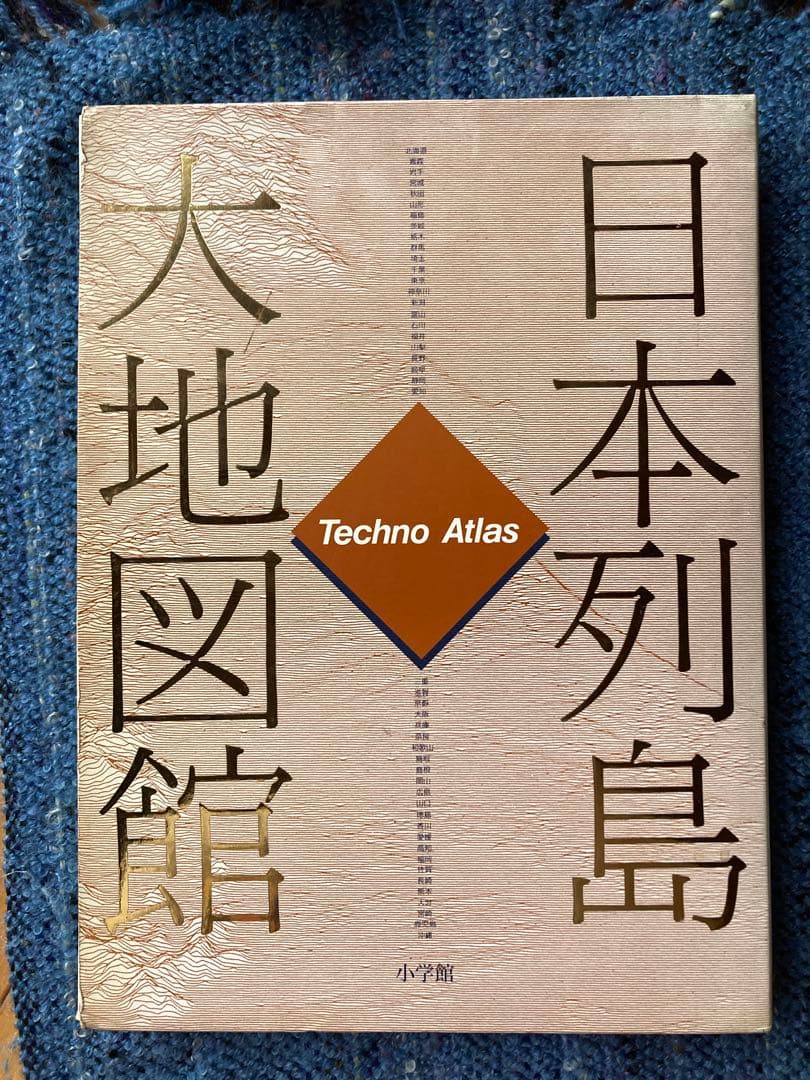 日本列島
大地図館
北海道
青森
岩手
宮城
秋田
山形
福島
茨城
栃木
群馬
埼玉
千葉
東京
神奈川
新潟
富山
石川
福井
山梨
長野
岐阜
静岡
愛知
Techno Atlas
三重
滋賀
京都
大阪
兵庫
奈良
和歌山
鳥取
島根
岡山
広島
山口
徳島
香川
愛媛
高知
福岡
佐賀
長崎
熊本
大分
宮崎
鹿児島
沖縄
小学館